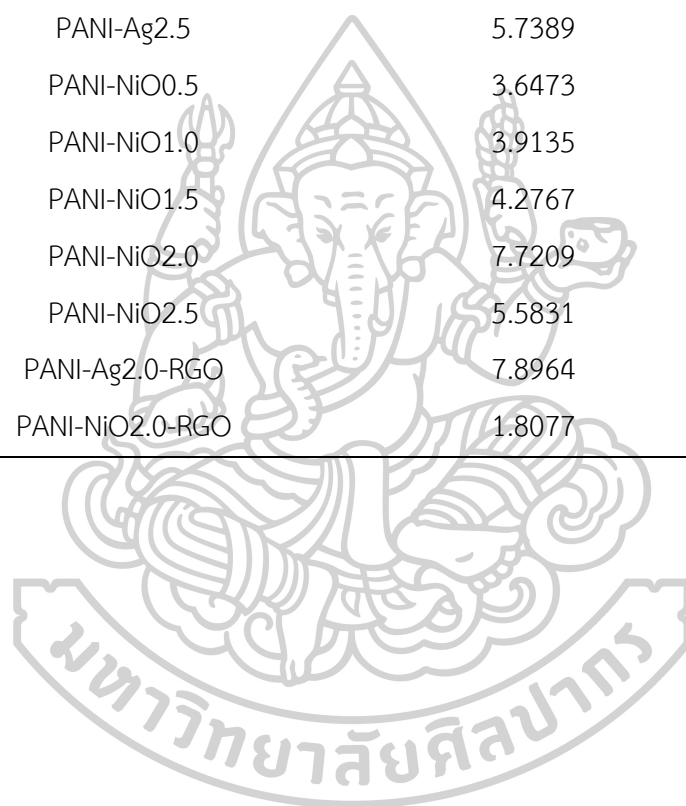 PANI-Ag2.5 5.7389
PANI-NiO0.5 3.6473
PANI-NiO1.0 3.9135
PANI-NiO1.5 4.2767
PANI-NiO2.0 7.7209
PANI-NiO2.5 5.5831
PANI-Ag2.0-RGO 7.8964
PANI-NiO2.0-RGO 1.8077
มหาวิทยาลัยศิลปากร